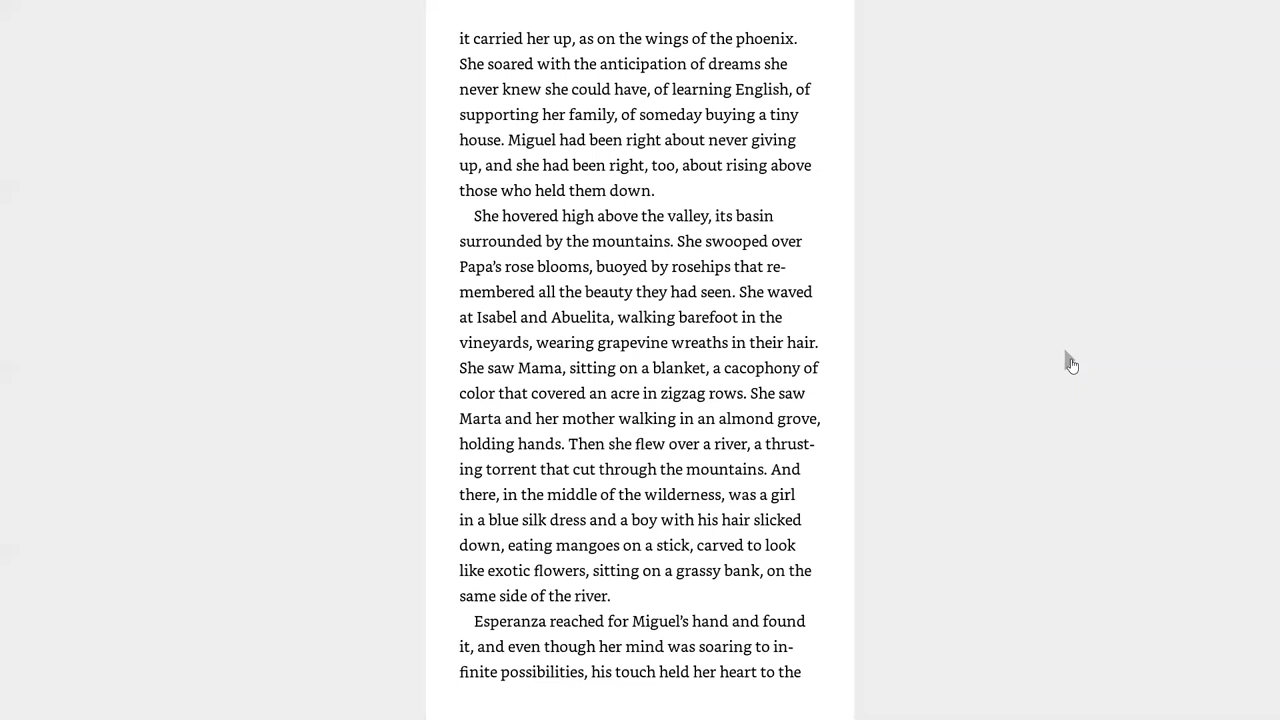 it carried her up, as on the wings of the phoenix.
She soared with the anticipation of dreams she
never knew she could have, of learning English, of
supporting her family, of someday buying a tiny
house. Miguel had been right about never giving
up, and she had been right, too, about rising above
those who held them down.
She hovered high above the valley, its basin
surrounded by the mountains. She swooped over
Papa’s rose blooms, buoyed by rosehips that re-
membered all the beauty they had seen. She waved
at Isabel and Abuelita, walking barefoot in the
vineyards, wearing grapevine wreaths in their hair.
She saw Mama, sitting on a blanket, a cacophony of
color that covered an acre in zigzag rows. She saw
Marta and her mother walking in an almond grove,
holding hands. Then she flew over a river, a thrust-
ing torrent that cut through the mountains. And
there, in the middle of the wilderness, was a girl
in a blue silk dress and a boy with his hair slicked
down, eating mangoes on a stick, carved to look
like exotic flowers, sitting on a grassy bank, on the
same side of the river.
Esperanza reached for Miguel’s hand and found
it, and even though her mind was soaring to in-
finite possibilities, his touch held her heart to the